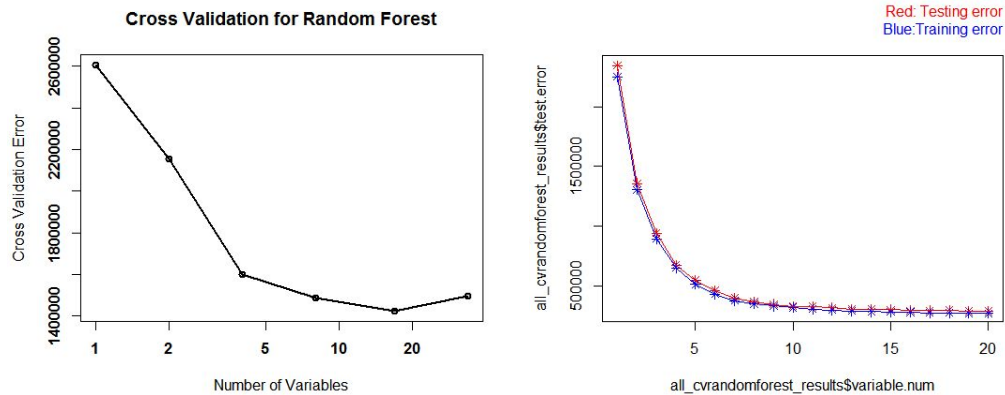 Cross Validation for Random Forest
Cross Validation Error
2600000
2200000
1800000
1400000
1
2
5
10
20
Number of Variables
Red: Testing error
Blue:Training error
all_cvrandomforest_results$test.error
1500000
500000
5
10
15
20
all_cvrandomforest_results$variable.num